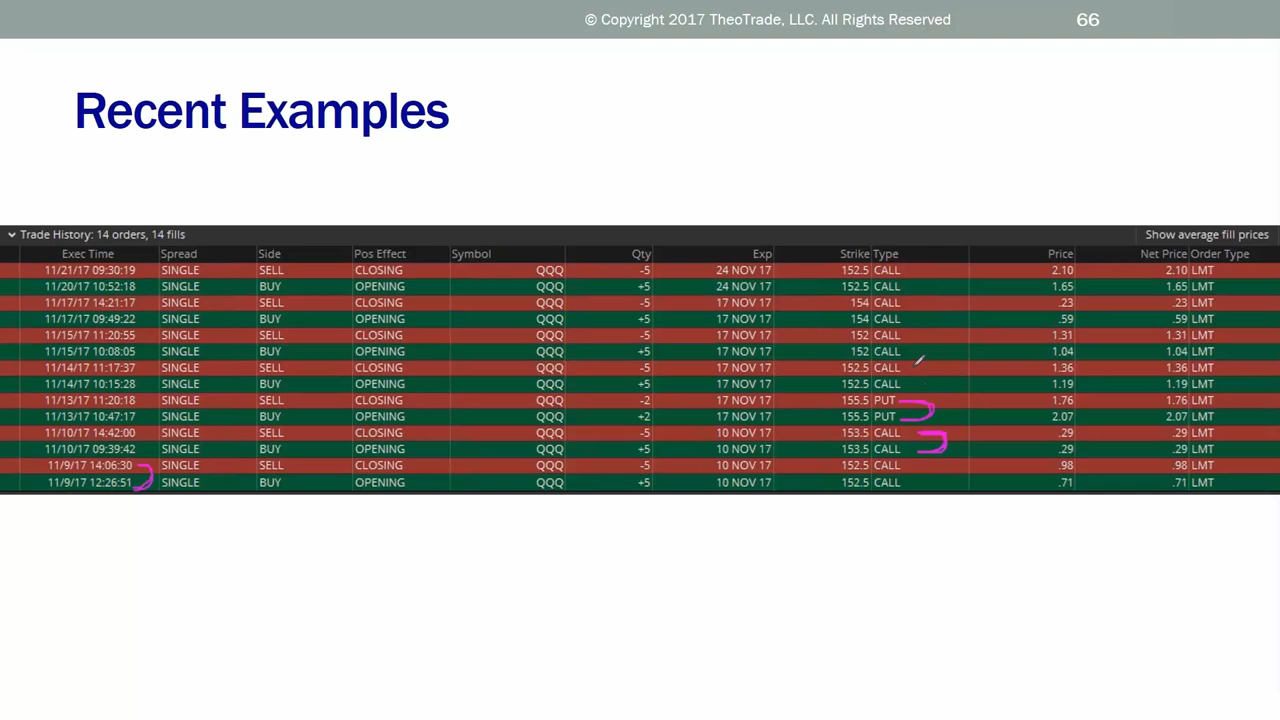 © Copyright 2017 TheoTrade, LLC. All Rights Reserved 66
Recent Examples
Trade History: 14 orders, 14 fills Show average fill prices
Exec Time Spread Side Pos Effect Symbol Qty Exp Strike Type Price Net Price Order Type
11/21/17 09:30:19 SINGLE SELL CLOSING QQQ -5 24 NOV 17 152.5 CALL 2.10 2.10 LMT
11/20/17 10:52:18 SINGLE BUY OPENING QQQ +5 24 NOV 17 152.5 CALL 1.65 1.65 LMT
11/17/17 14:21:17 SINGLE SELL CLOSING QQQ -5 17 NOV 17 154 CALL .23 .23 LMT
11/17/17 09:49:22 SINGLE BUY OPENING QQQ +5 17 NOV 17 154 CALL .59 .59 LMT
11/15/17 11:20:55 SINGLE SELL CLOSING QQQ -5 17 NOV 17 152 CALL 1.31 1.31 LMT
11/15/17 10:08:05 SINGLE BUY OPENING QQQ +5 17 NOV 17 152 CALL 1.04 1.04 LMT
11/14/17 11:17:37 SINGLE SELL CLOSING QQQ -5 17 NOV 17 152.5 CALL 1.36 1.36 LMT
11/14/17 10:15:28 SINGLE BUY OPENING QQQ +5 17 NOV 17 152.5 CALL 1.19 1.19 LMT
11/13/17 11:20:18 SINGLE SELL CLOSING QQQ -2 17 NOV 17 155.5 PUT 1.76 1.76 LMT
11/13/17 10:47:17 SINGLE BUY OPENING QQQ +2 17 NOV 17 155.5 PUT 2.07 2.07 LMT
11/10/17 14:42:00 SINGLE SELL CLOSING QQQ -5 10 NOV 17 153.5 CALL .29 .29 LMT
11/10/17 09:39:42 SINGLE BUY OPENING QQQ +5 10 NOV 17 153.5 CALL .29 .29 LMT
11/9/17 14:06:30 SINGLE SELL CLOSING QQQ -5 10 NOV 17 152.5 CALL .98 .98 LMT
11/9/17 12:26:51 SINGLE BUY OPENING QQQ +5 10 NOV 17 152.5 CALL .71 .71 LMT